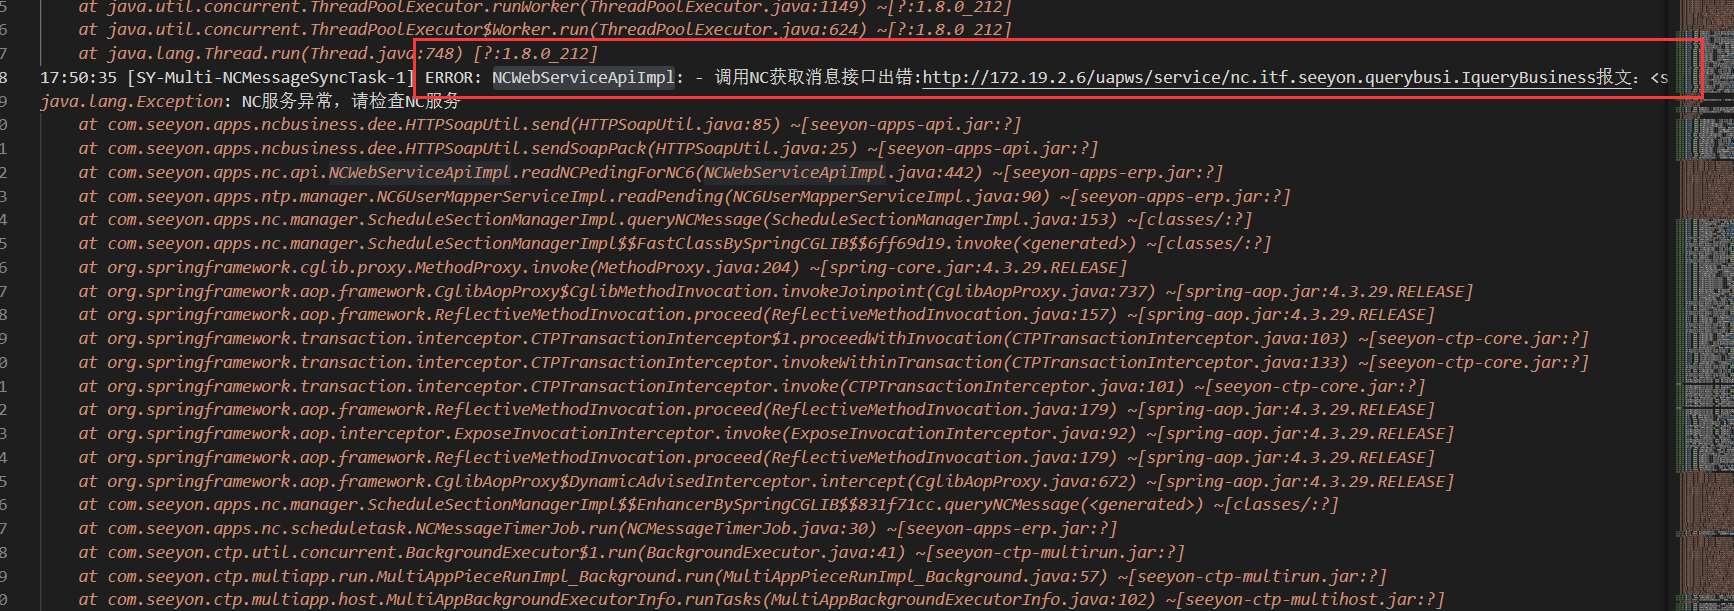 5 at java.util.concurrent.ThreadPoolExecutor.runWorker(ThreadPoolExecutor.java:1149) ~[?:1.8.0_212]
6 at java.util.concurrent.ThreadPoolExecutor$Worker.run(ThreadPoolExecutor.java:624) ~[?:1.8.0_212]
7 at java.lang.Thread.run(Thread.java:748) [?:1.8.0_212]
8 17:50:35 [SY-Multi-NCMessageSyncTask-1] ERROR: NCWebServiceApiImpl: - 调用NC获取消息接口出错:http://172.19.2.6/uapws/service/nc.itf.seeyon.querybusi.IqueryBusiness报文: <s
9 java.lang.Exception: NC服务异常，请检查NC服务
0 at com.seeyon.apps.ncbusiness.dee.HTTPSoapUtil.send(HTTPSoapUtil.java:85) ~[seeyon-apps-api.jar:?]
1 at com.seeyon.apps.ncbusiness.dee.HTTPSoapUtil.sendSoapPack(HTTPSoapUtil.java:25) ~[seeyon-apps-api.jar:?]
2 at com.seeyon.apps.nc.api.NCWebServiceApiImpl.readNCPedingForNC6(NCWebServiceApiImpl.java:442) ~[seeyon-apps-erp.jar:?]
3 at com.seeyon.apps.ntp.manager.NC6UserMapperServiceImpl.readPending(NC6UserMapperServiceImpl.java:90) ~[seeyon-apps-erp.jar:?]
4 at com.seeyon.apps.nc.manager.ScheduleSectionManagerImpl.queryNCMessage(ScheduleSectionManagerImpl.java:153) ~[classes/:?]
5 at com.seeyon.apps.nc.manager.ScheduleSectionManagerImpl$$FastClassBySpringCGLIB$$6ff69d19.invoke(<generated>) ~[classes/:?]
6 at org.springframework.cglib.proxy.MethodProxy.invoke(MethodProxy.java:204) ~[spring-core.jar:4.3.29.RELEASE]
7 at org.springframework.aop.framework.CglibAopProxy$CglibMethodInvocation.invokeJoinpoint(CglibAopProxy.java:737) ~[spring-aop.jar:4.3.29.RELEASE]
8 at org.springframework.aop.framework.ReflectiveMethodInvocation.proceed(ReflectiveMethodInvocation.java:157) ~[spring-aop.jar:4.3.29.RELEASE]
9 at org.springframework.transaction.interceptor.CTPTransactionInterceptor$1.proceedWithInvocation(CTPTransactionInterceptor.java:103) ~[seeyon-ctp-core.jar:?]
0 at org.springframework.transaction.interceptor.CTPTransactionInterceptor.invokeWithinTransaction(CTPTransactionInterceptor.java:133) ~[seeyon-ctp-core.jar:?]
1 at org.springframework.transaction.interceptor.CTPTransactionInterceptor.invoke(CTPTransactionInterceptor.java:101) ~[seeyon-ctp-core.jar:?]
2 at org.springframework.aop.framework.ReflectiveMethodInvocation.proceed(ReflectiveMethodInvocation.java:179) ~[spring-aop.jar:4.3.29.RELEASE]
3 at org.springframework.aop.interceptor.ExposeInvocationInterceptor.invoke(ExposeInvocationInterceptor.java:92) ~[spring-aop.jar:4.3.29.RELEASE]
4 at org.springframework.aop.framework.ReflectiveMethodInvocation.proceed(ReflectiveMethodInvocation.java:179) ~[spring-aop.jar:4.3.29.RELEASE]
5 at org.springframework.aop.framework.CglibAopProxy$DynamicAdvisedInterceptor.intercept(CglibAopProxy.java:672) ~[spring-aop.jar:4.3.29.RELEASE]
6 at com.seeyon.apps.nc.manager.ScheduleSectionManagerImpl$$EnhancerBySpringCGLIB$$831f71cc.queryNCMessage(<generated>) ~[classes/:?]
7 at com.seeyon.apps.nc.scheduletask.NCMessageTimerJob.run(NCMessageTimerJob.java:30) ~[seeyon-apps-erp.jar:?]
8 at com.seeyon.ctp.util.concurrent.BackgroundExecutor$1.run(BackgroundExecutor.java:41) ~[seeyon-ctp-multirun.jar:?]
9 at com.seeyon.ctp.multiapp.run.MultiAppPieceRunImpl_Background.run(MultiAppPieceRunImpl_Background.java:57) ~[seeyon-ctp-multirun.jar:?]
0 at com.seeyon.ctp.multiapp.host.MultiAppBackgroundExecutorInfo.runTasks(MultiAppBackgroundExecutorInfo.java:102) ~[seeyon-ctp-multihost.jar:?]